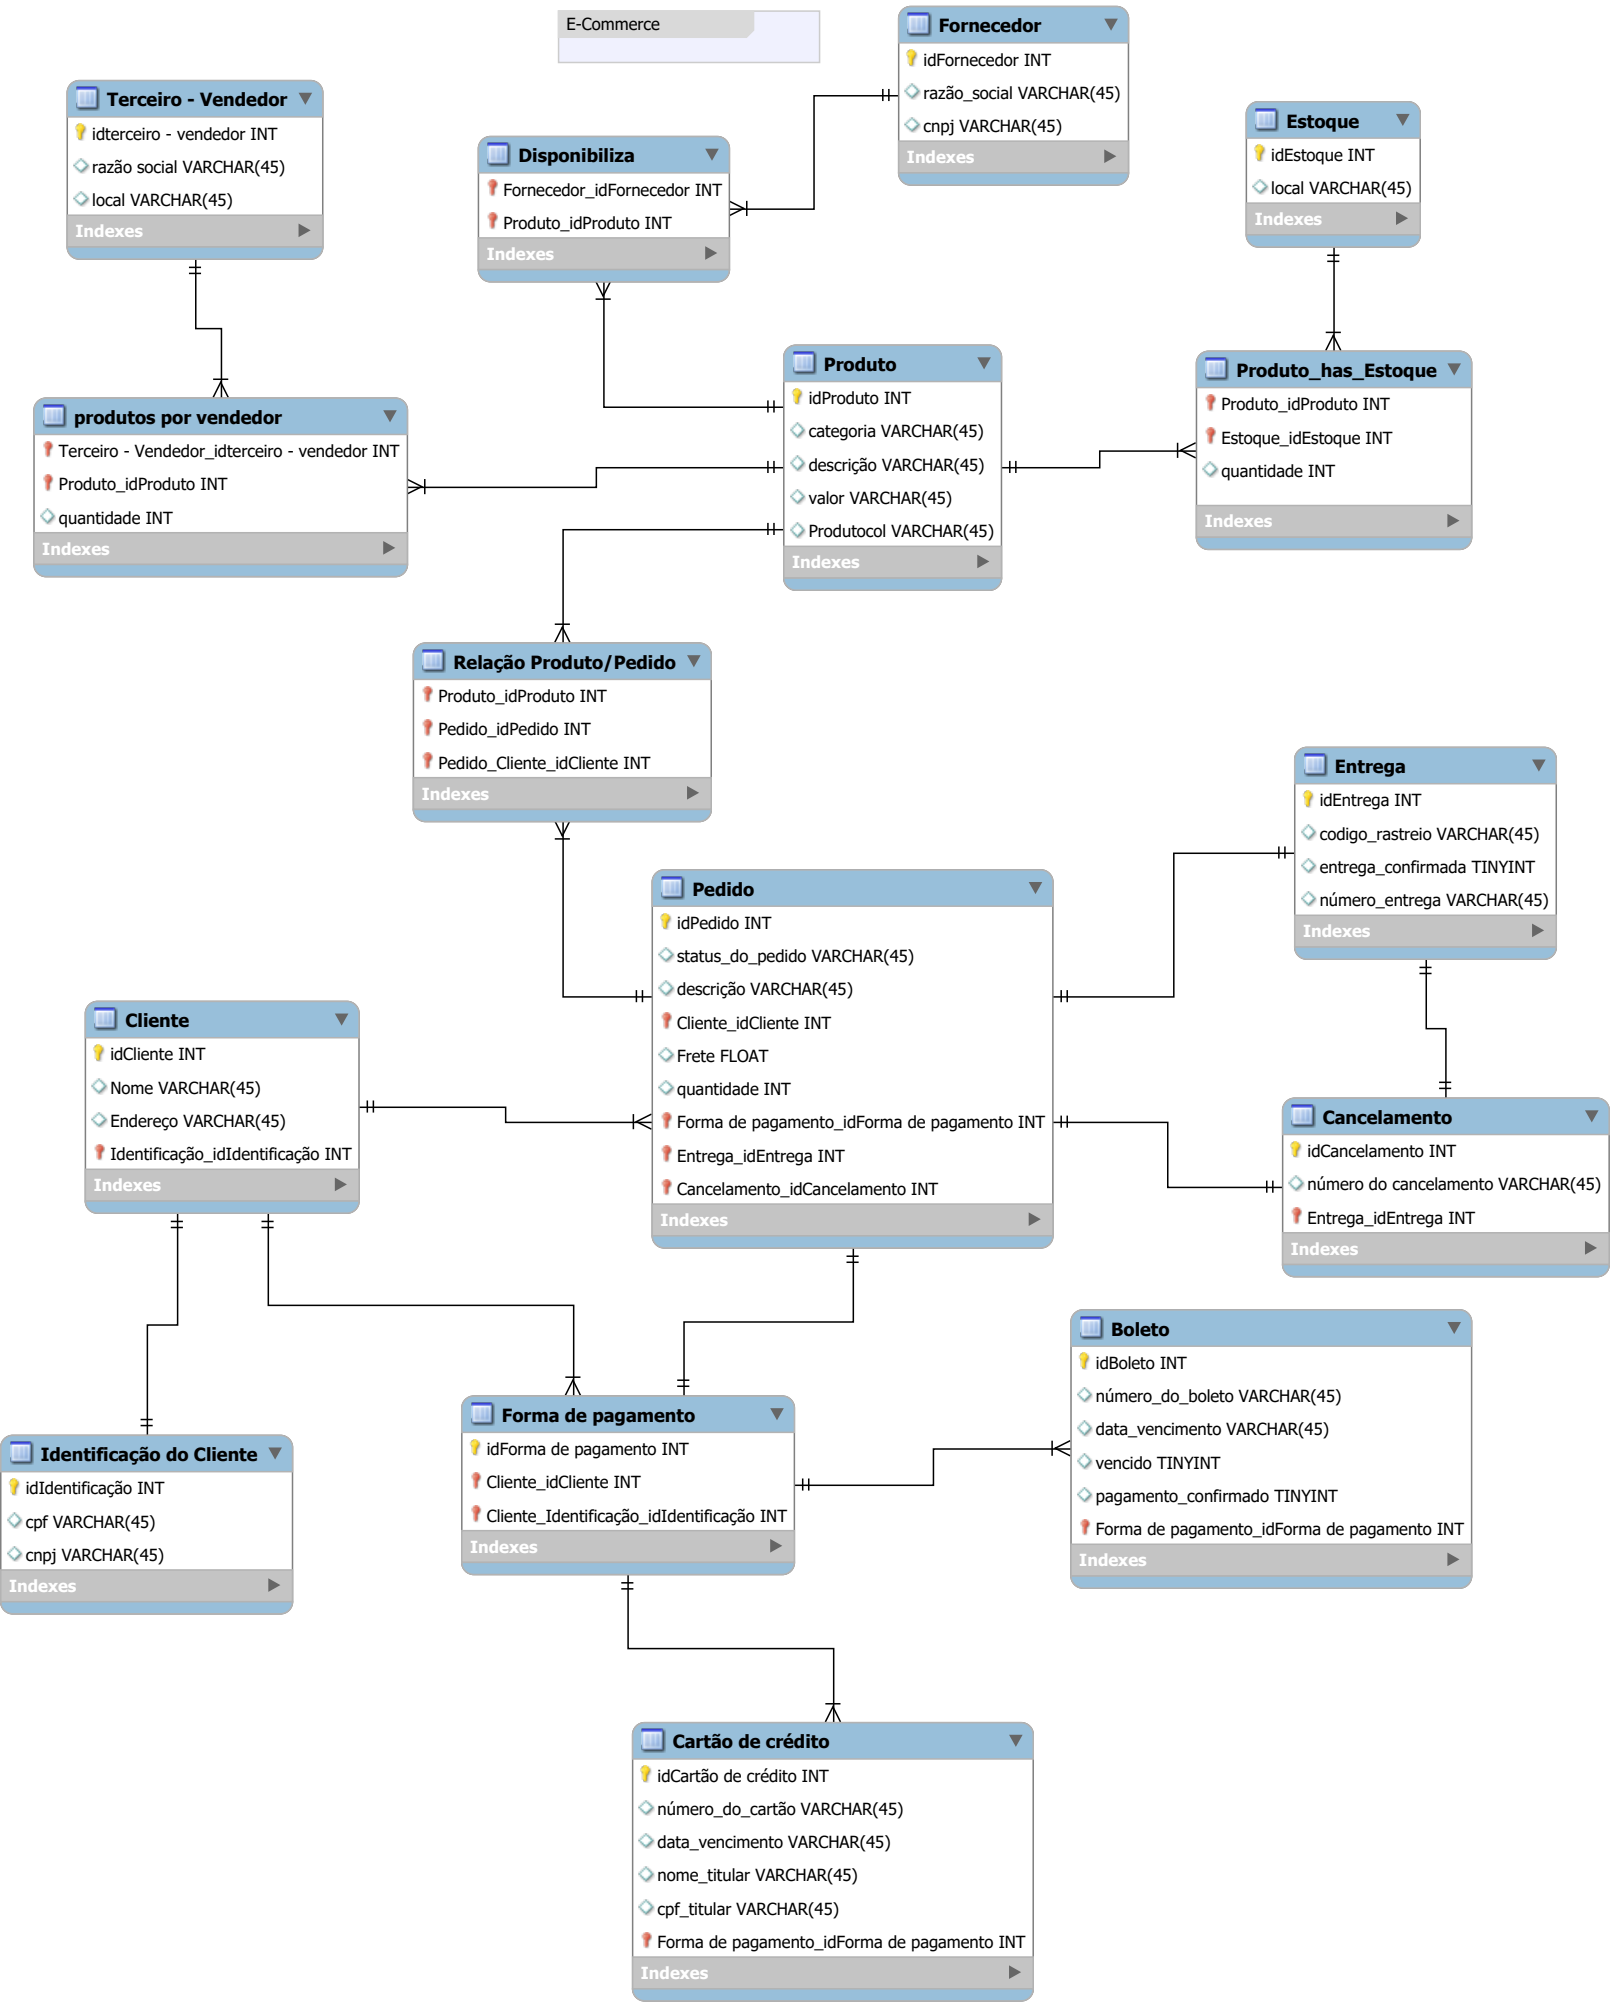 E-Commerce
Fornecedor
idFornecedor INT
razão_social VARCHAR(45)
cnpj VARCHAR(45)
Indexes
Terceiro - Vendedor
idterceiro - vendedor INT
razão social VARCHAR(45)
local VARCHAR(45)
Indexes
Disponibiliza
Fornecedor_idFornecedor INT
Produto_idProduto INT
Indexes
Estoque
idEstoque INT
local VARCHAR(45)
Indexes
produtos por vendedor
Terceiro - Vendedor_idterceiro - vendedor INT
Produto_idProduto INT
quantidade INT
Indexes
Produto
idProduto INT
categoria VARCHAR(45)
descrição VARCHAR(45)
valor VARCHAR(45)
Produtocol VARCHAR(45)
Indexes
Produto_has_Estoque
Produto_idProduto INT
Estoque_idEstoque INT
quantidade INT
Indexes
Relação Produto/Pedido
Produto_idProduto INT
Pedido_idPedido INT
Pedido_Cliente_idCliente INT
Indexes
Entrega
idEntrega INT
codigo_rastreio VARCHAR(45)
entrega_confirmada TINYINT
número_entrega VARCHAR(45)
Indexes
Pedido
idPedido INT
status_do_pedido VARCHAR(45)
descrição VARCHAR(45)
Cliente_idCliente INT
Frete FLOAT
quantidade INT
Forma de pagamento_idForma de pagamento INT
Entrega_idEntrega INT
Cancelamento_idCancelamento INT
Indexes
Cliente
idCliente INT
Nome VARCHAR(45)
Endereço VARCHAR(45)
Identificação_idIdentificação INT
Indexes
Cancelamento
idCancelamento INT
número do cancelamento VARCHAR(45)
Entrega_idEntrega INT
Indexes
Boleto
idBoleto INT
número_do_boleto VARCHAR(45)
data_vencimento VARCHAR(45)
vencido TINYINT
pagamento_confirmado TINYINT
Forma de pagamento_idForma de pagamento INT
Indexes
Forma de pagamento
idForma de pagamento INT
Cliente_idCliente INT
Cliente_Identificação_idIdentificação INT
Indexes
Identificação do Cliente
idIdentificação INT
cpf VARCHAR(45)
cnpj VARCHAR(45)
Indexes
Cartão de crédito
idCartão de crédito INT
número_do_cartão VARCHAR(45)
data_vencimento VARCHAR(45)
nome_titular VARCHAR(45)
cpf_titular VARCHAR(45)
Forma de pagamento_idForma de pagamento INT
Indexes